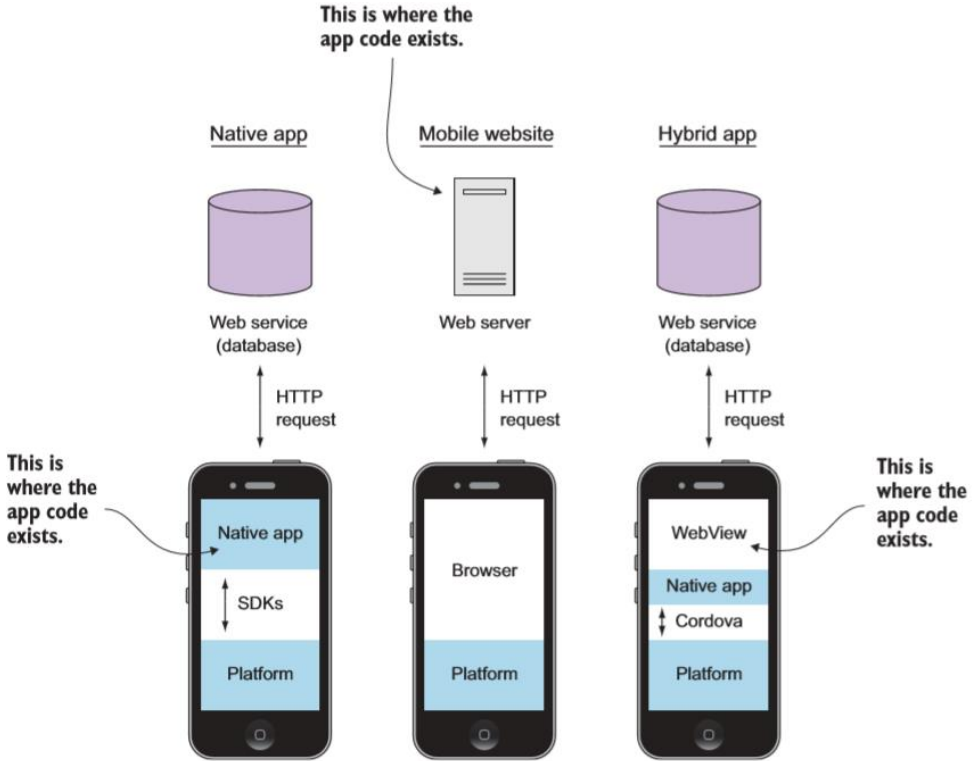 This is where the
app code exists.
Native app
Mobile website
Hybrid app
Web service
(database)
Web server
Web service
(database)
HTTP
request
HTTP
request
HTTP
request
This is
where the
app code
exists.
Native app
SDKs
Platform
Browser
Platform
WebView
Native app
Cordova
Platform
This is
where the
app code
exists.